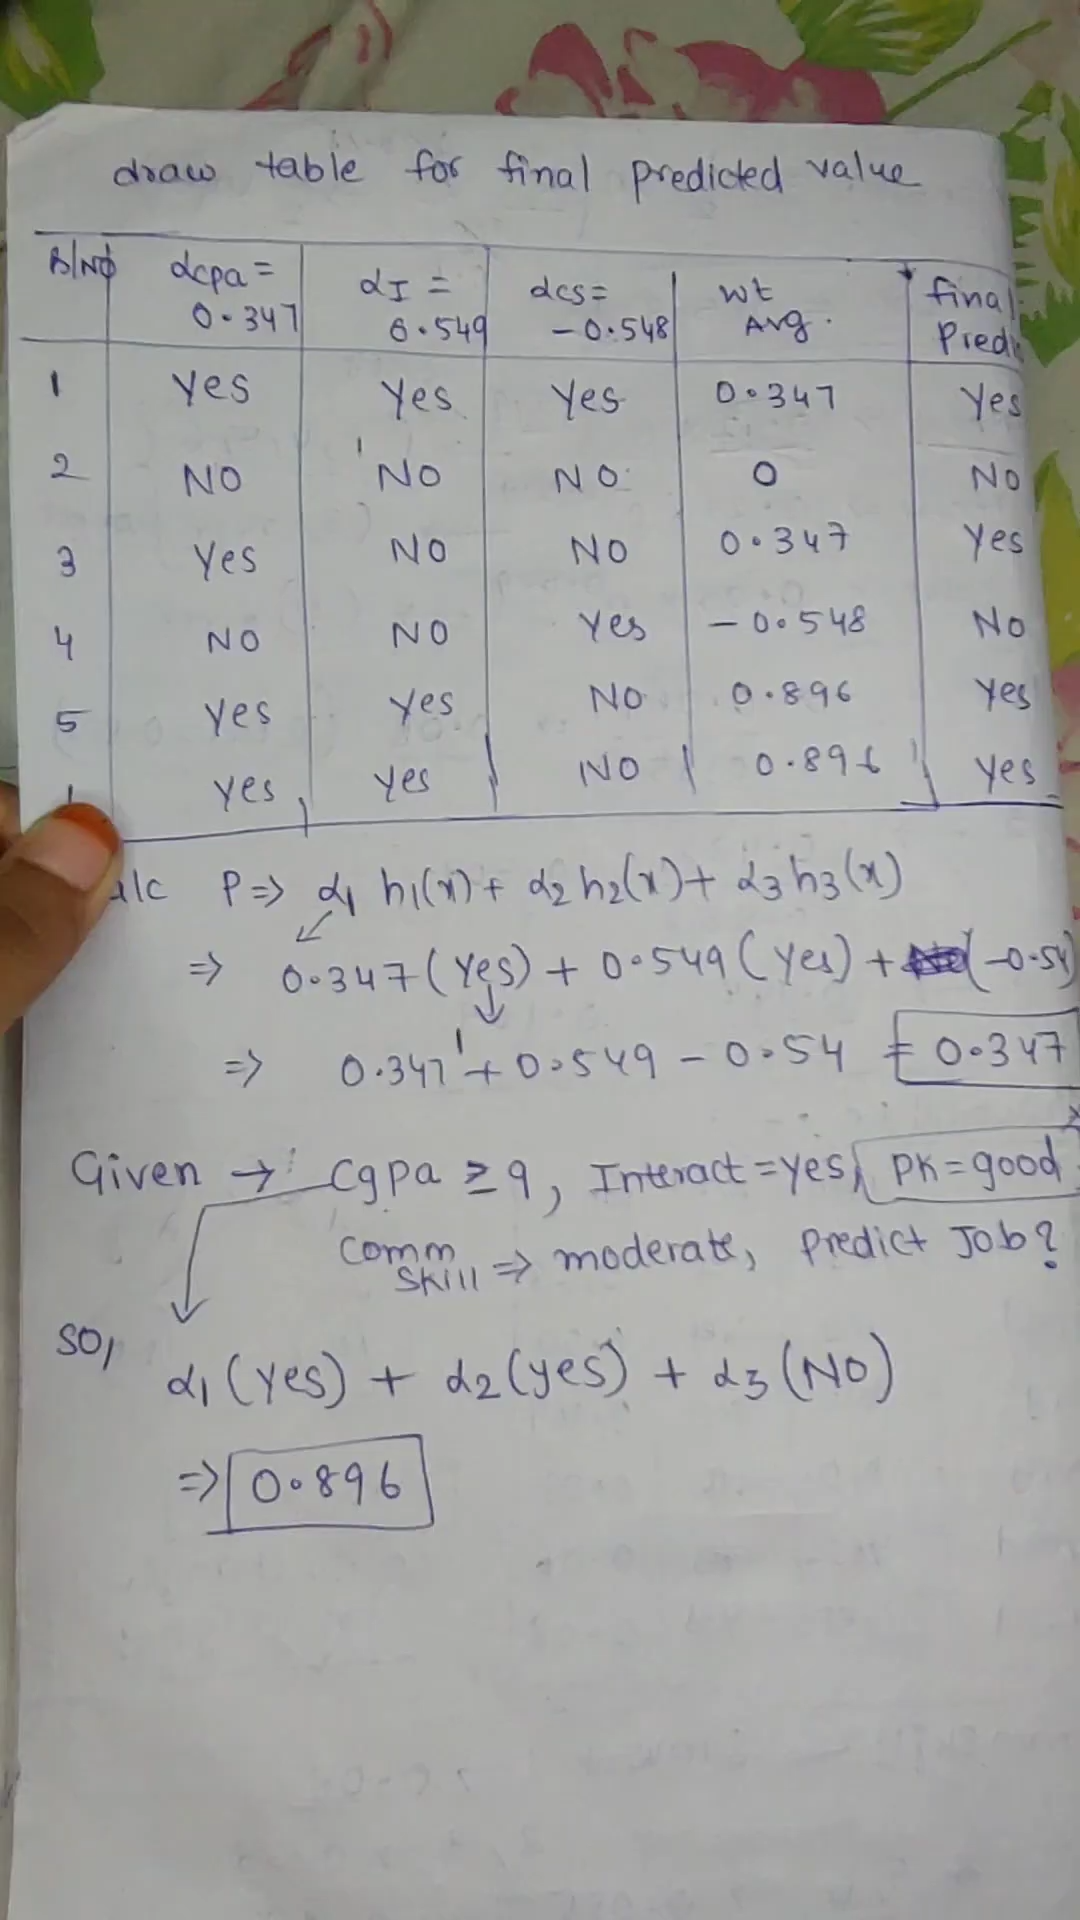 draw table for final predicted value
S/No αcpa = 0.347 αI = 0.549 αcs = -0.548 Wt Avg. final Predi
1 Yes Yes Yes 0.347 Yes
2 NO NO NO 0 No
3 Yes NO NO 0.347 Yes
4 NO NO Yes -0.548 No
5 Yes Yes NO 0.896 Yes
Yes Yes NO 0.896 Yes
alc P => α1 h1(x) + α2 h2(x) + α3 h3(x)
=> 0.347 (Yes) + 0.549 (Yes) + (-0.54
=> 0.347 + 0.549 - 0.54 = 0.347
Given → Cgpa ≥ 9, Interact = yes, PK = good
Comm Skill => moderate, Predict Job?
SO, α1 (Yes) + α2 (yes) + α3 (NO)
=> 0.896